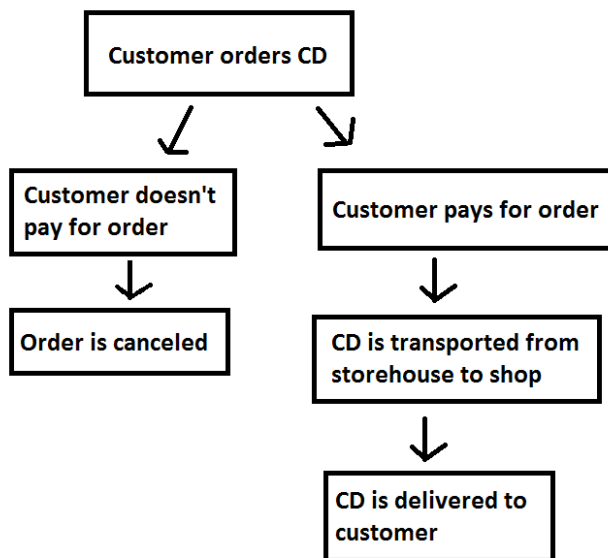 Customer orders CD
Customer doesn't
pay for order
Customer pays for order
Order is canceled
CD is transported from
storehouse to shop
CD is delivered to
customer